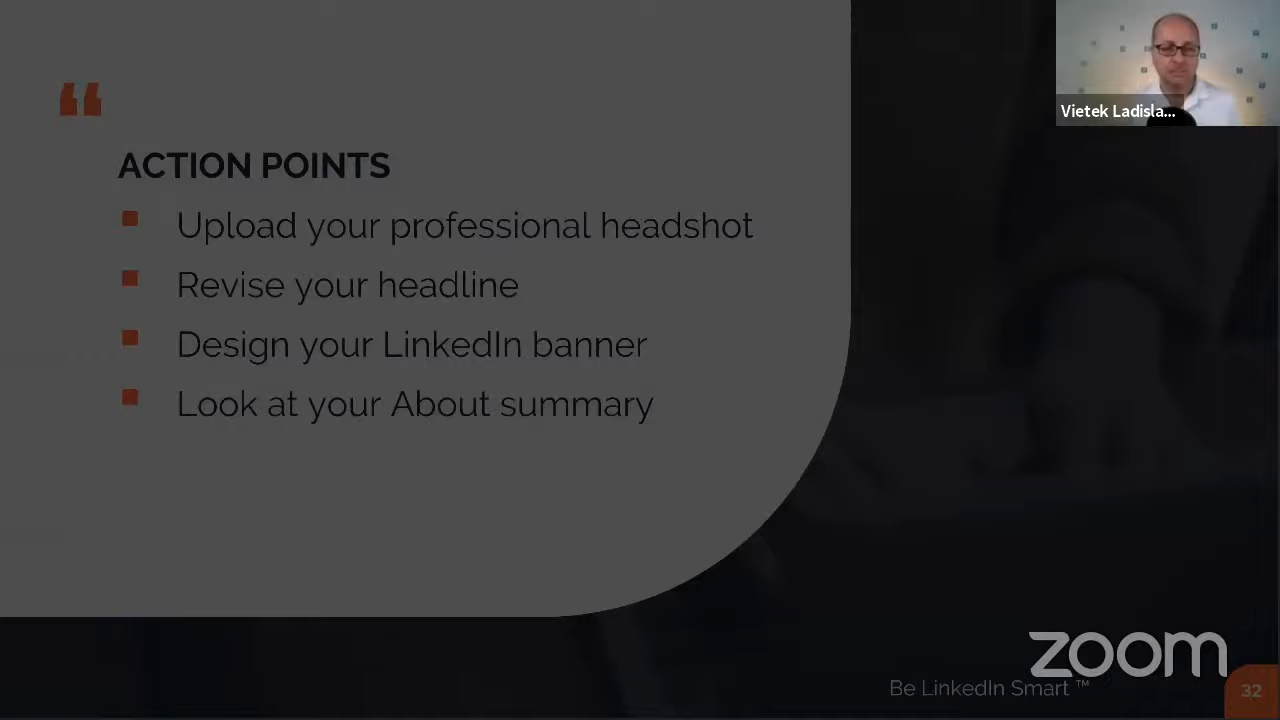 Vietek Ladisla...
“
ACTION POINTS
Upload your professional headshot
Revise your headline
Design your LinkedIn banner
Look at your About summary
zoom
Be LinkedIn Smart ™
32